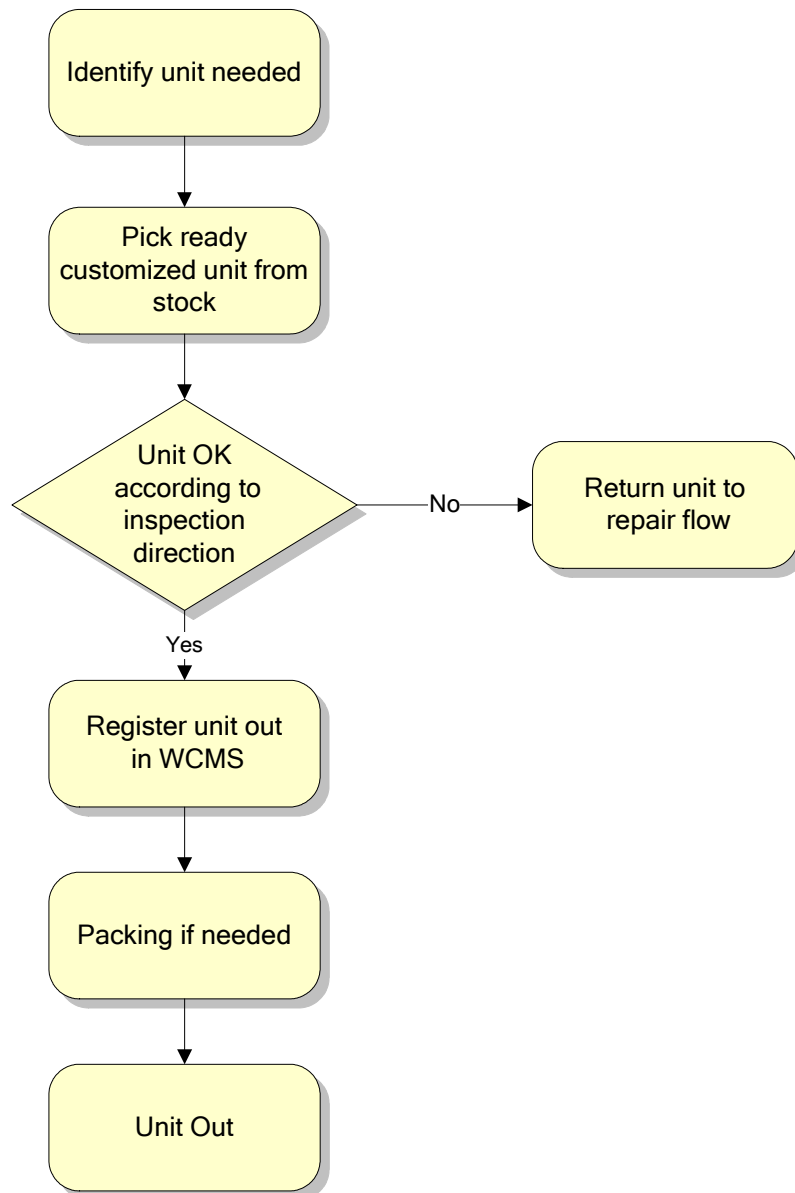 Identify unit needed
Pick ready
customized unit from
stock
Unit OK
according to
inspection
direction
No
Return unit to
repair flow
Yes
Register unit out
in WCMS
Packing if needed
Unit Out